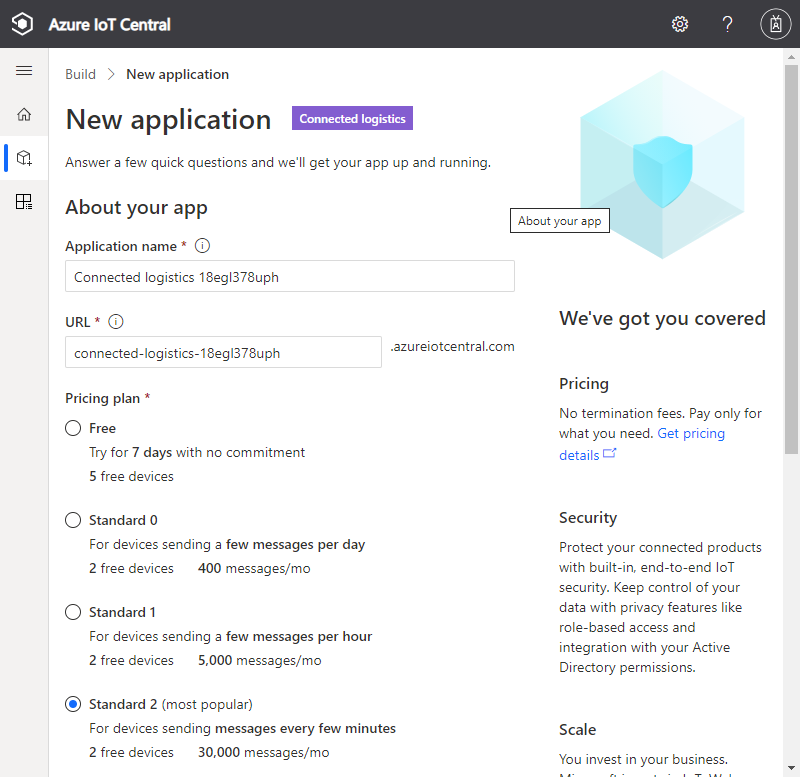 Azure IoT Central
?
Build > New application
New application
Connected logistics
Answer a few quick questions and we'll get your app up and running.
About your app
About your app
Application name *
Connected logistics 18egl378uph
URL *
connected-logistics-18egl378uph
.azureiotcentral.com
Pricing plan *
Free
Try for 7 days with no commitment
5 free devices
Standard 0
For devices sending a few messages per day
2 free devices 400 messages/mo
Standard 1
For devices sending a few messages per hour
2 free devices 5,000 messages/mo
Standard 2 (most popular)
For devices sending messages every few minutes
2 free devices 30,000 messages/mo
We've got you covered
Pricing
No termination fees. Pay only for
what you need. Get pricing
details
Security
Protect your connected products
with built-in, end-to-end IoT
security. Keep control of your
data with privacy features like
role-based access and
integration with your Active
Directory permissions.
Scale
You invest in your business.